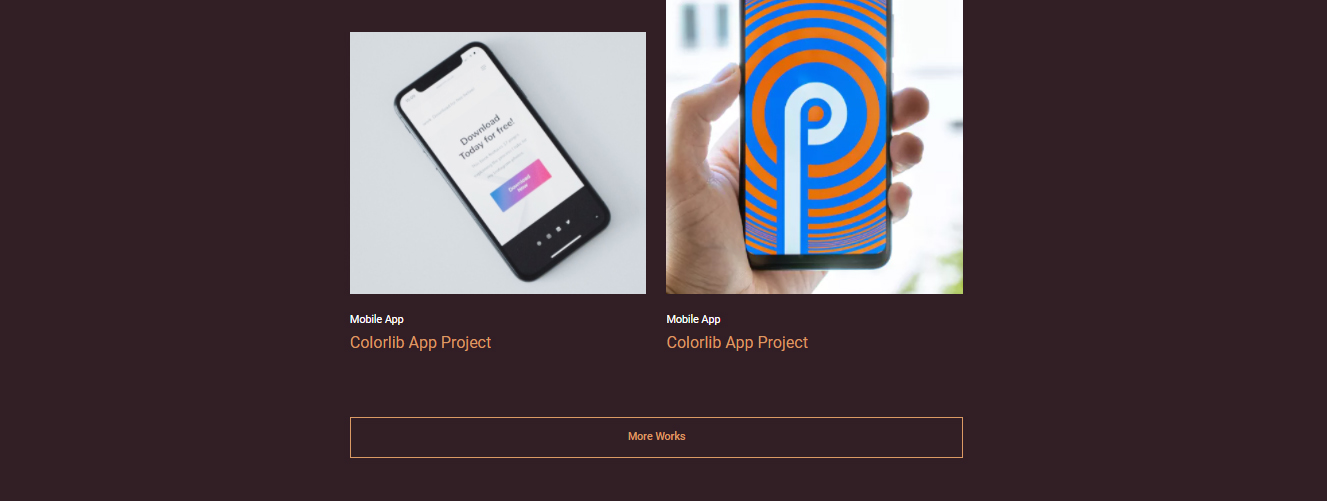 Download
Today for free!
Download
Now
Mobile App
Colorlib App Project
Mobile App
Colorlib App Project
More Works